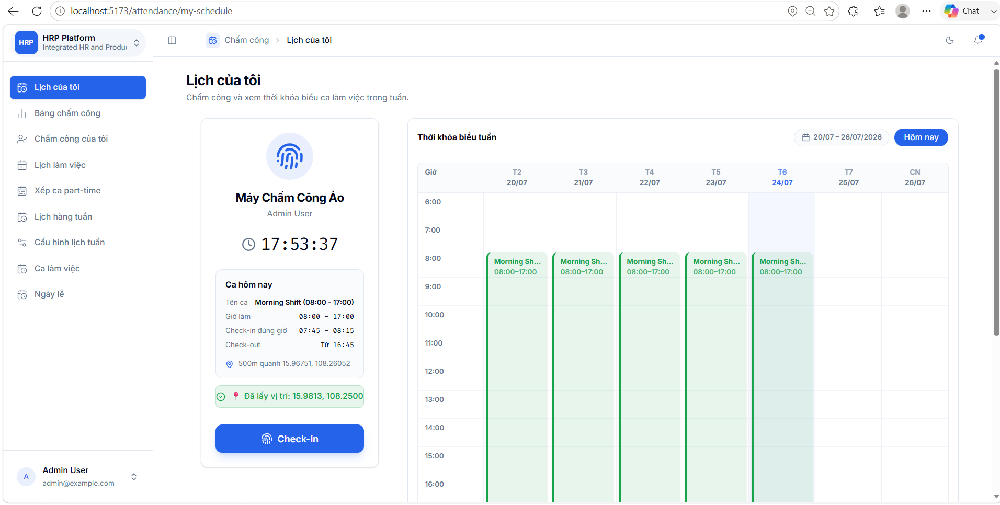 localhost:5173/attendance/my-schedule
Chat
HRP
HRP Platform
Integrated HR and Produc
Chấm công
Lịch của tôi
Lịch của tôi
Bảng chấm công
Chấm công của tôi
Lịch làm việc
Xếp ca part-time
Lịch hàng tuần
Cấu hình lịch tuần
Ca làm việc
Ngày lễ
A
Admin User
admin@example.com
Lịch của tôi
Chấm công và xem thời khóa biểu ca làm việc trong tuần.
Máy Chấm Công Ảo
Admin User
17:53:37
Ca hôm nay
Tên ca Morning Shift (08:00 - 17:00)
Giờ làm 08:00 - 17:00
Check-in đúng giờ 07:45 - 08:15
Check-out Từ 16:45
500m quanh 15.96751, 108.26052
Đã lấy vị trí: 15.9813, 108.2500
Check-in
Thời khóa biểu tuần
20/07 – 26/07/2026
Hôm nay
Giờ T2 T3 T4 T5 T6 T7 CN
20/07 21/07 22/07 23/07 24/07 25/07 26/07
6:00
7:00
8:00
Morning Sh... Morning Sh... Morning Sh... Morning Sh... Morning Sh...
08:00–17:00 08:00–17:00 08:00–17:00 08:00–17:00 08:00–17:00
9:00
10:00
11:00
12:00
13:00
14:00
15:00
16:00